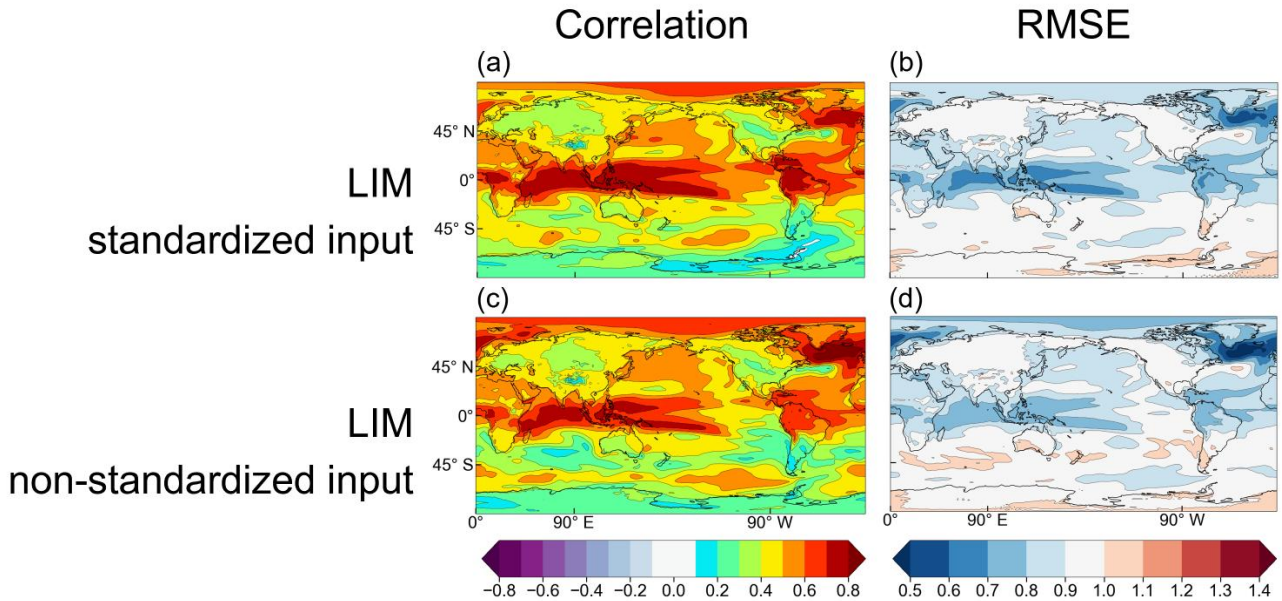 Correlation RMSE
(a) (b)
45° N
0°
45° S
LIM
standardized input
(c) (d)
45° N
0°
45° S
LIM
non-standardized input
0° 90° E 90° W 90° W
−0.8 −0.6 −0.4 −0.2 0.0 0.2 0.4 0.6 0.8
0.5 0.6 0.7 0.8 0.9 1.0 1.1 1.2 1.3 1.4